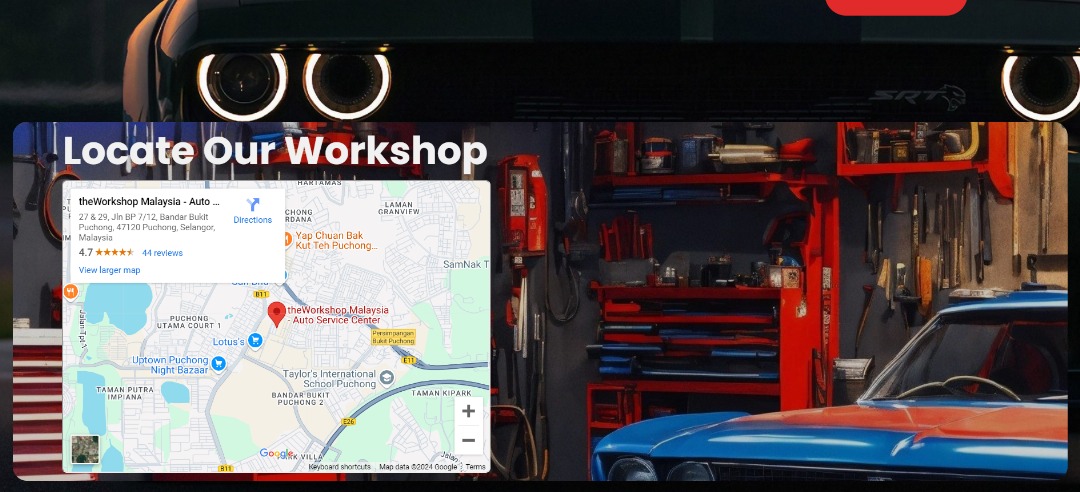 SRT
Locate Our Workshop
theWorkshop Malaysia - Auto ...
27 & 29, Jln BP 7/12, Bandar Bukit
Puchong, 47120 Puchong, Selangor,
Malaysia
4.7
44 reviews
View larger map
Directions
HARTAMAS
LAMAN
GRANVIEW
Yap Chuan Bak
Kut Teh Puchong...
SamNak T
B11
theWorkshop Malaysia
- Auto Service Center
PUCHONG
UTAMA COURT 1
Lotus's
Persimpangan
Bukit Puchong
E11
Uptown Puchong
Night Bazaar
Taylor's International
School Puchong
TAMAN PUTRA
IMPIANA
BANDAR BUKIT
PUCHONG 2
TAMAN KIPARK
E26
Jalan
B11
Google
VILLA
Keyboard shortcuts
Map data ©2024 Google
Terms